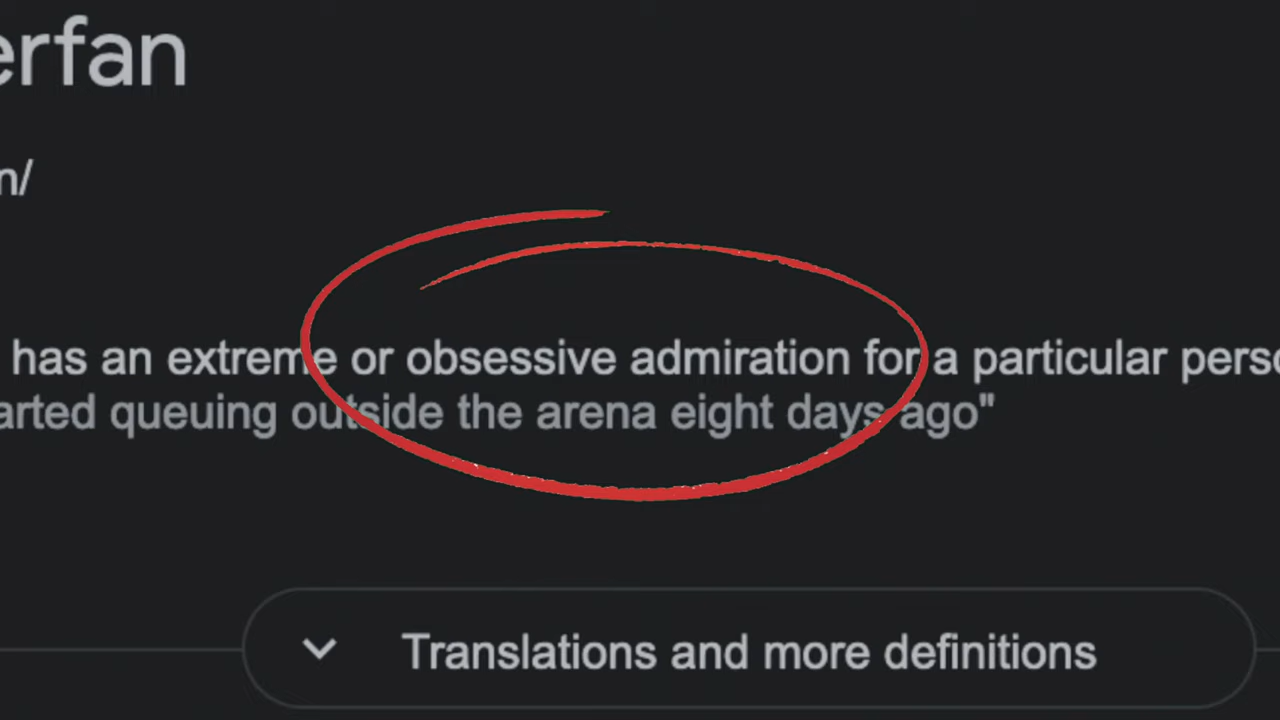 erfan
n/
has an extreme or obsessive admiration for a particular perso
arted queuing outside the arena eight days ago"
Translations and more definitions